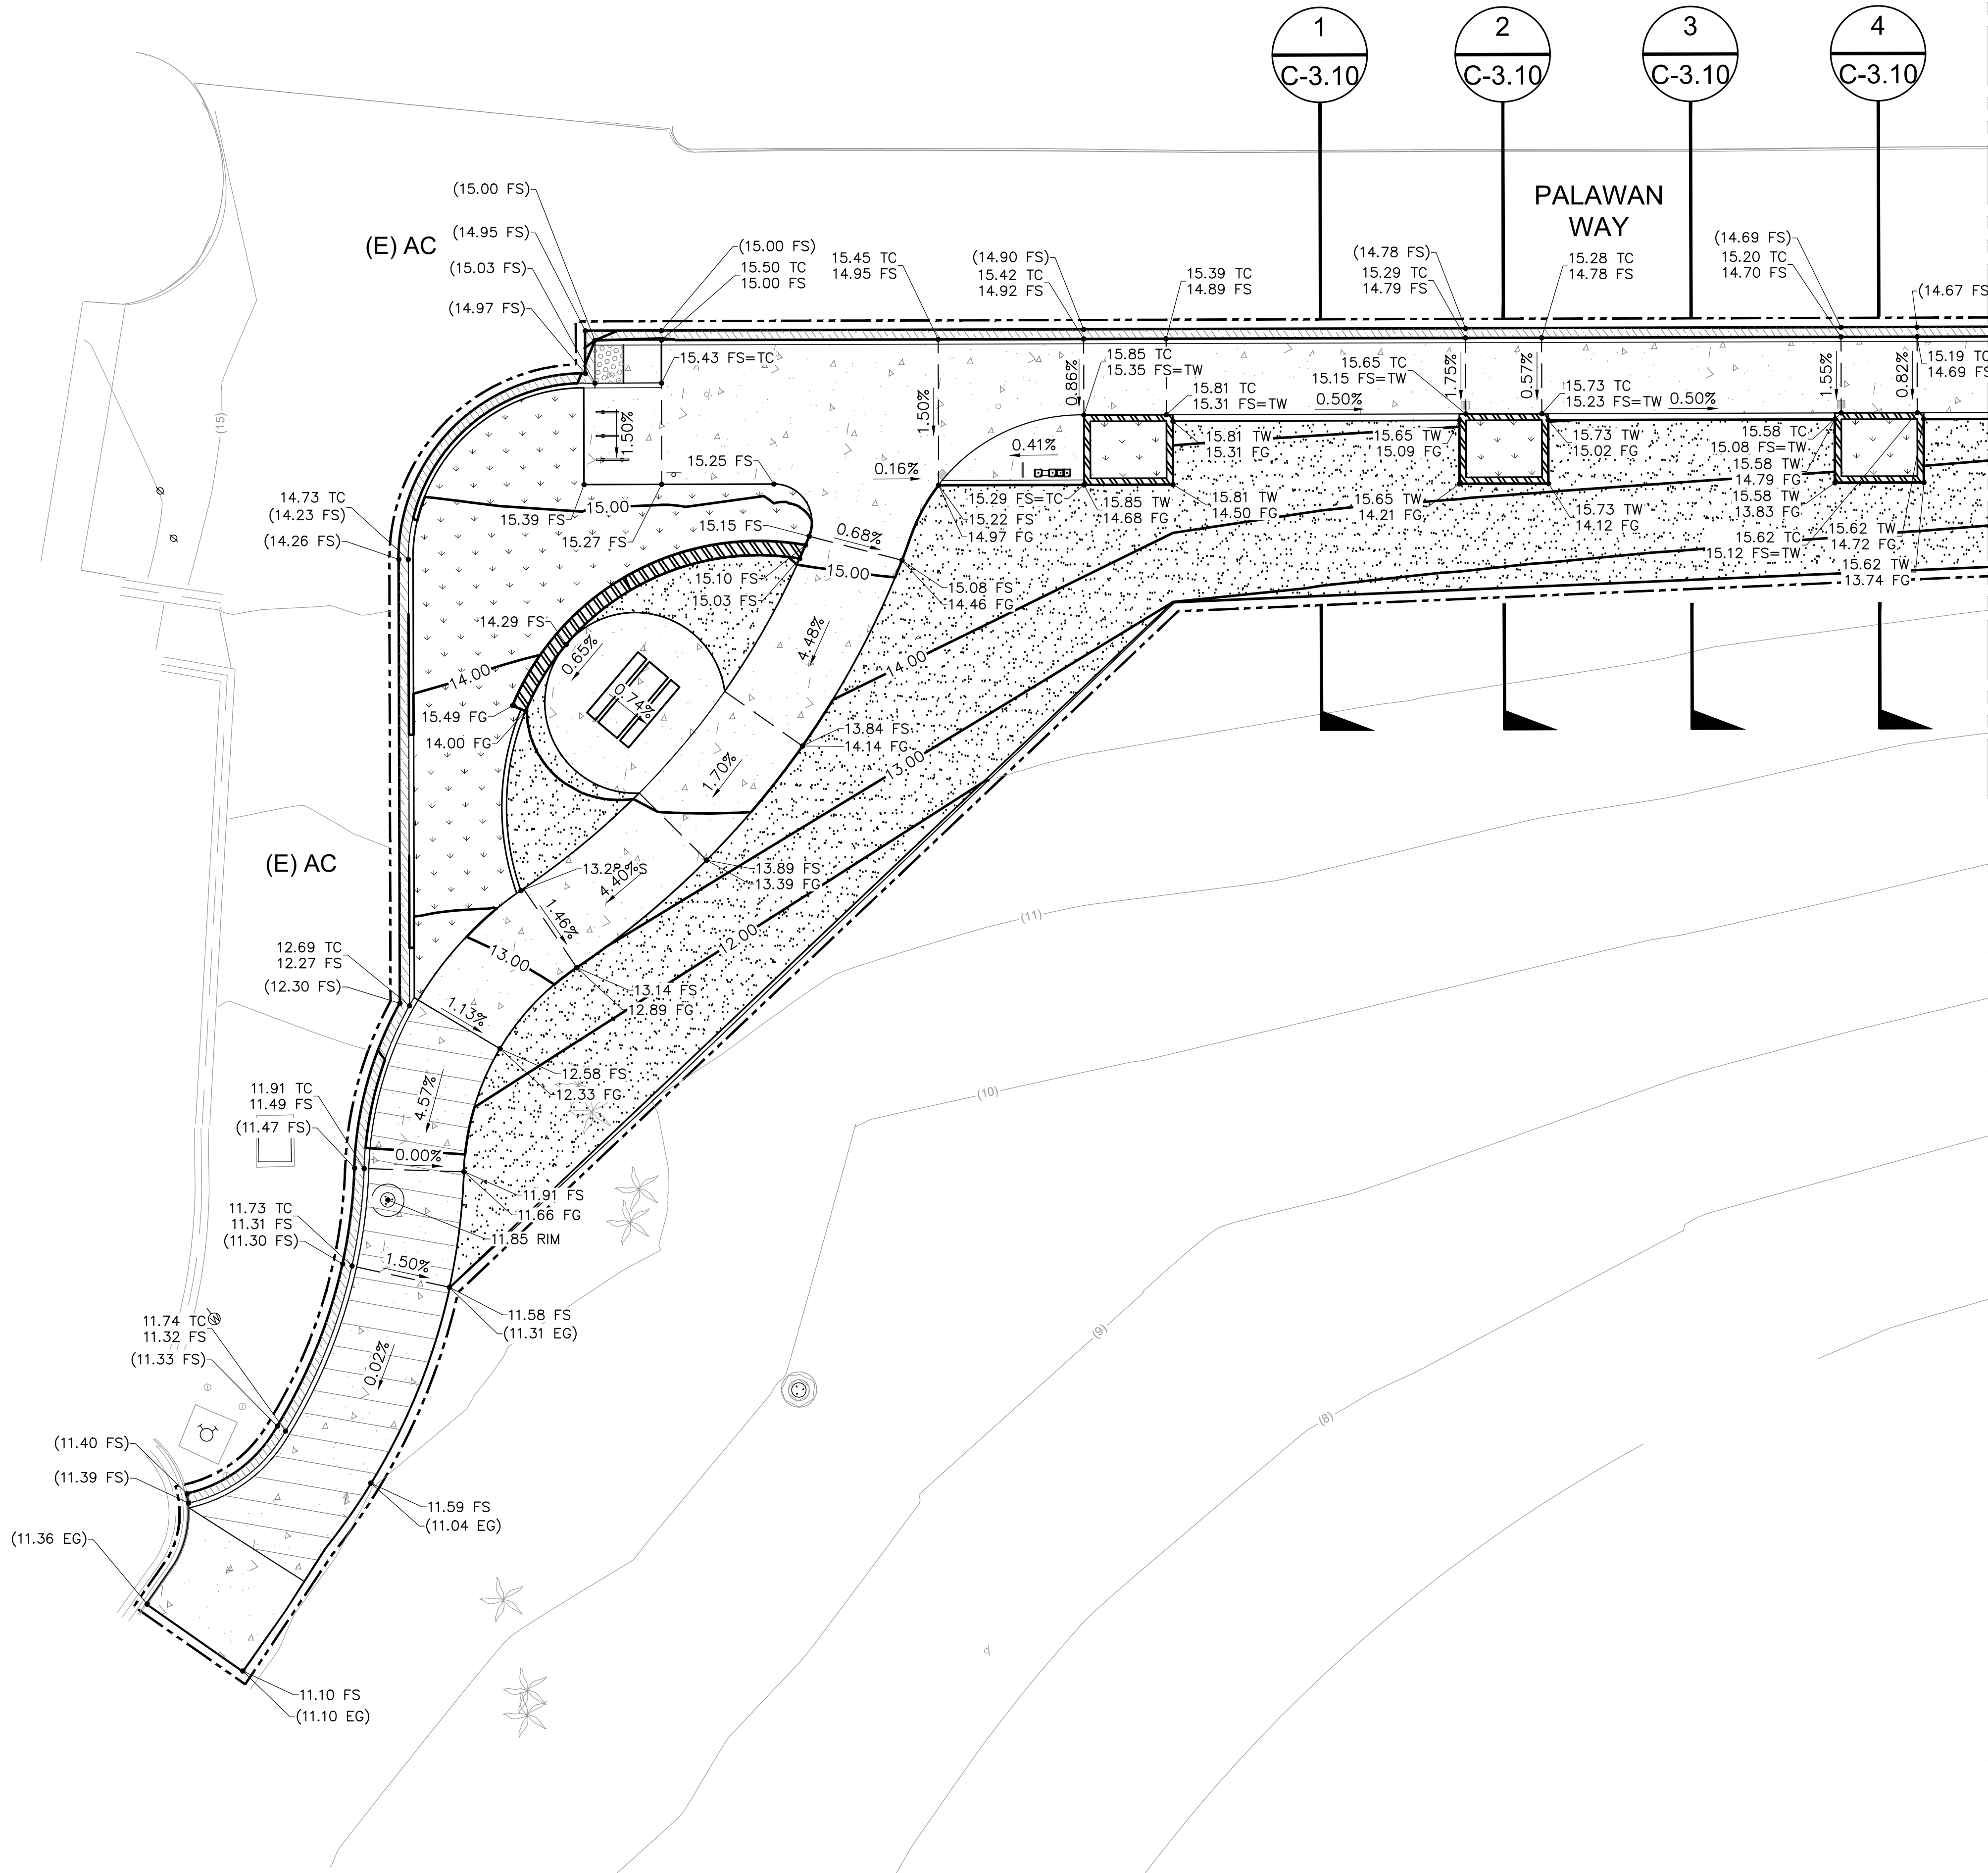 1
C-3.10
2
C-3.10
3
C-3.10
4
C-3.10
PALAWAN
WAY
(E) AC
(15.00 FS)
(14.95 FS)
(15.03 FS)
(14.97 FS)
(15.00 FS)
15.50 TC
15.00 FS
15.45 TC
14.95 FS
(14.90 FS)
15.42 TC
14.92 FS
15.39 TC
14.89 FS
(14.78 FS)
15.29 TC
14.79 FS
15.28 TC
14.78 FS
(14.69 FS)
15.20 TC
14.70 FS
(14.67 FS
15.19 TC
14.69 FS
15.43 FS=TC
1.50%
1.50%
0.86%
15.85 TC
15.35 FS=TW
15.81 TC
15.31 FS=TW
0.50%
15.65 TC
15.15 FS=TW
1.75%
0.57%
15.73 TC
15.23 FS=TW
0.50%
1.55%
0.82%
(15)
15.25 FS
0.16%
0.41%
15.81 TW
15.31 FG
15.65 TW
15.09 FG
15.73 TW
15.02 FG
15.58 TC
15.08 FS=TW
15.58 TW
14.79 FG
15.58 TW
13.83 FG
15.29 FS=TC
15.22 FS
14.97 FG
15.85 TW
14.68 FG
15.81 TW
14.50 FG
15.65 TW
14.21 FG
15.73 TW
14.12 FG
15.62 TC
15.12 FS=TW
15.62 TW
14.72 FG
15.62 TW
13.74 FG
14.73 TC
(14.23 FS)
(14.26 FS)
15.39 FS
15.00
15.27 FS
15.15 FS
0.68%
15.10 FS
15.03 FS
15.00
15.08 FS
14.46 FG
14.29 FS
0.65%
4.48%
14.00
14.00
0.74%
15.49 FG
14.00 FG
13.84 FS
14.14 FG
1.70%
13.00
(E) AC
13.28
4.40%
13.89 FS
13.39 FG
1.46%
(11)
12.00
13.00
12.69 TC
12.27 FS
(12.30 FS)
13.14 FS
12.89 FG
1.13%
12.58 FS
12.33 FG
4.57%
(10)
11.91 TC
11.49 FS
(11.47 FS)
0.00%
11.91 FS
11.66 FG
11.73 TC
11.31 FS
(11.30 FS)
11.85 RIM
1.50%
11.58 FS
(11.31 EG)
11.74 TC
11.32 FS
(11.33 FS)
W
0.02%
(9)
(8)
(11.40 FS)
(11.39 FS)
11.59 FS
(11.04 EG)
(11.36 EG)
11.10 FS
(11.10 EG)